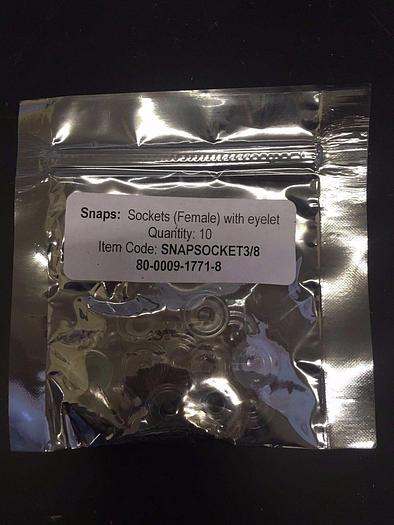 Snaps: Sockets (Female) with eyelet
Quantity: 10
Item Code: SNAPSOCKET3/8
80-0009-1771-8